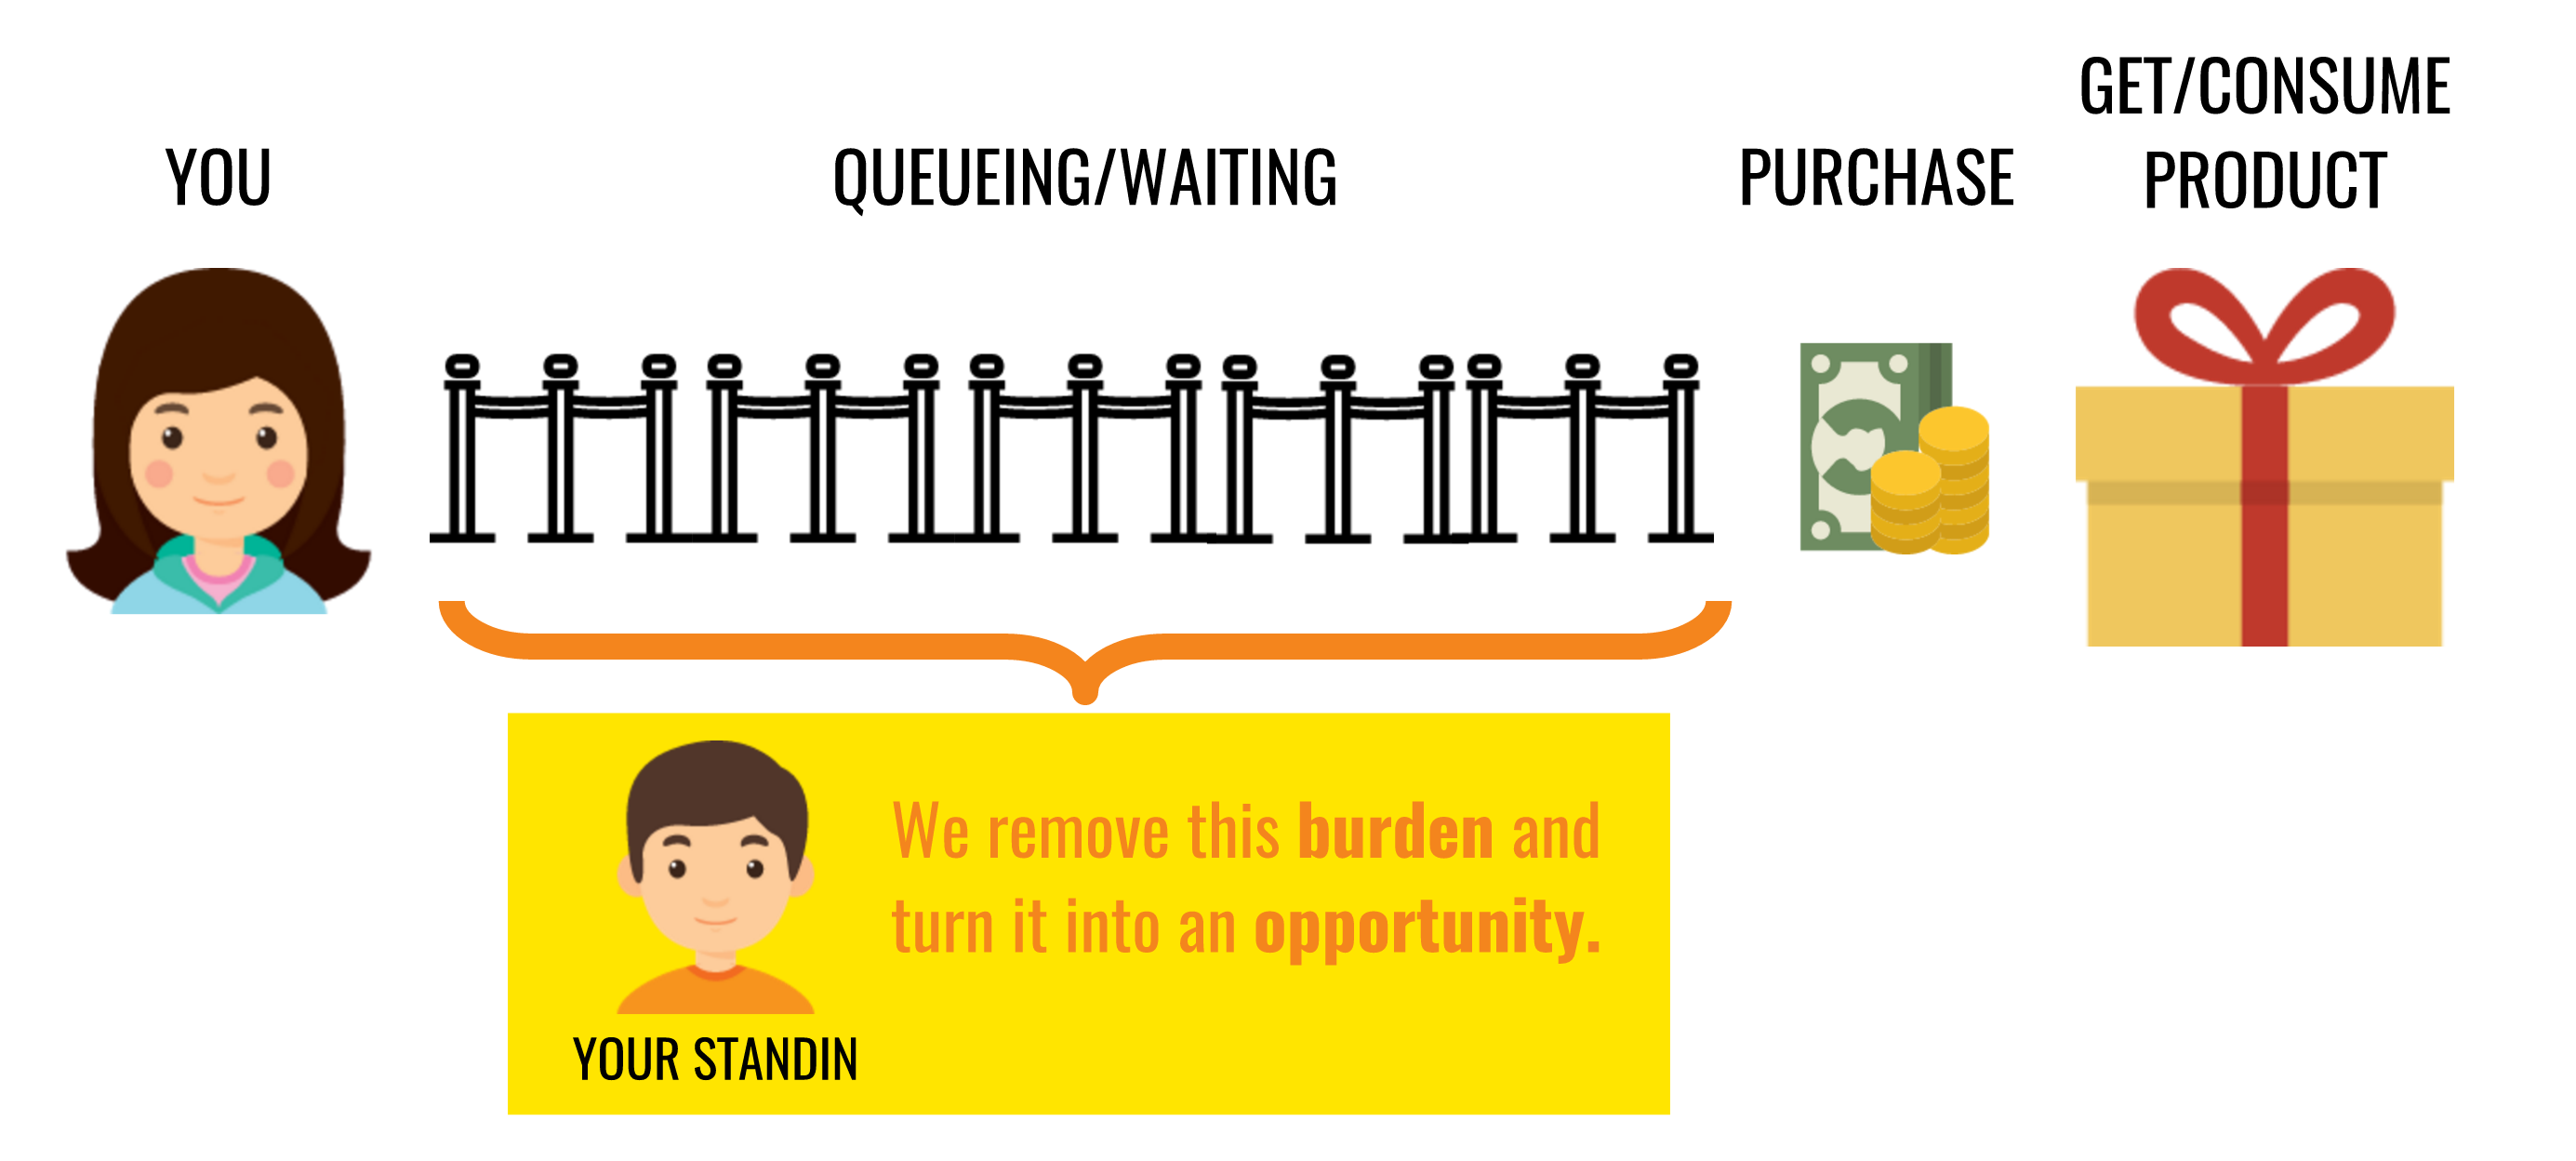 YOU
QUEUEING/WAITING
PURCHASE
GET/CONSUME
PRODUCT
We remove this burden and
turn it into an opportunity.
YOUR STANDIN